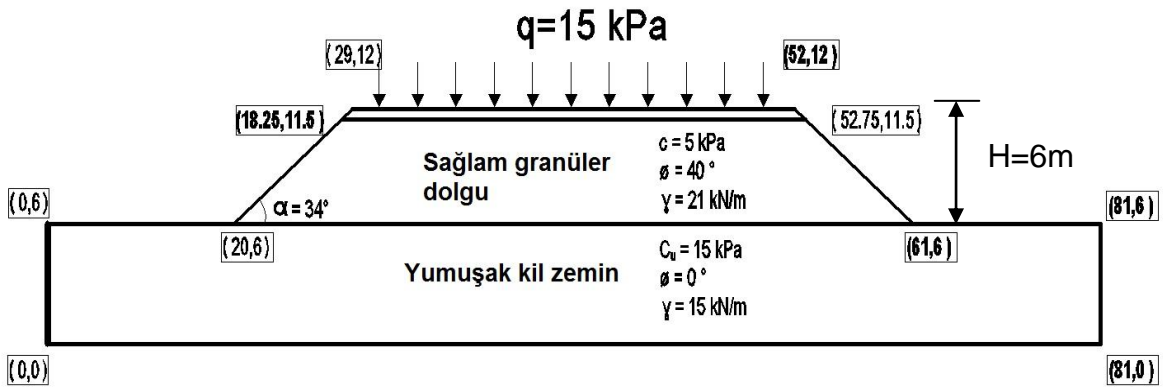 q=15 kPa
(29,12)
(52,12)
(18.25,11.5)
(52.75,11.5)
c = 5 kPa
ø = 40°
γ = 21 kN/m
Sağlam granüler
dolgu
H=6m
(0,6)
α = 34°
(81,6)
(20,6)
(61,6)
Cu = 15 kPa
ø = 0°
γ = 15 kN/m
Yumuşak kil zemin
(0,0)
(81,0)